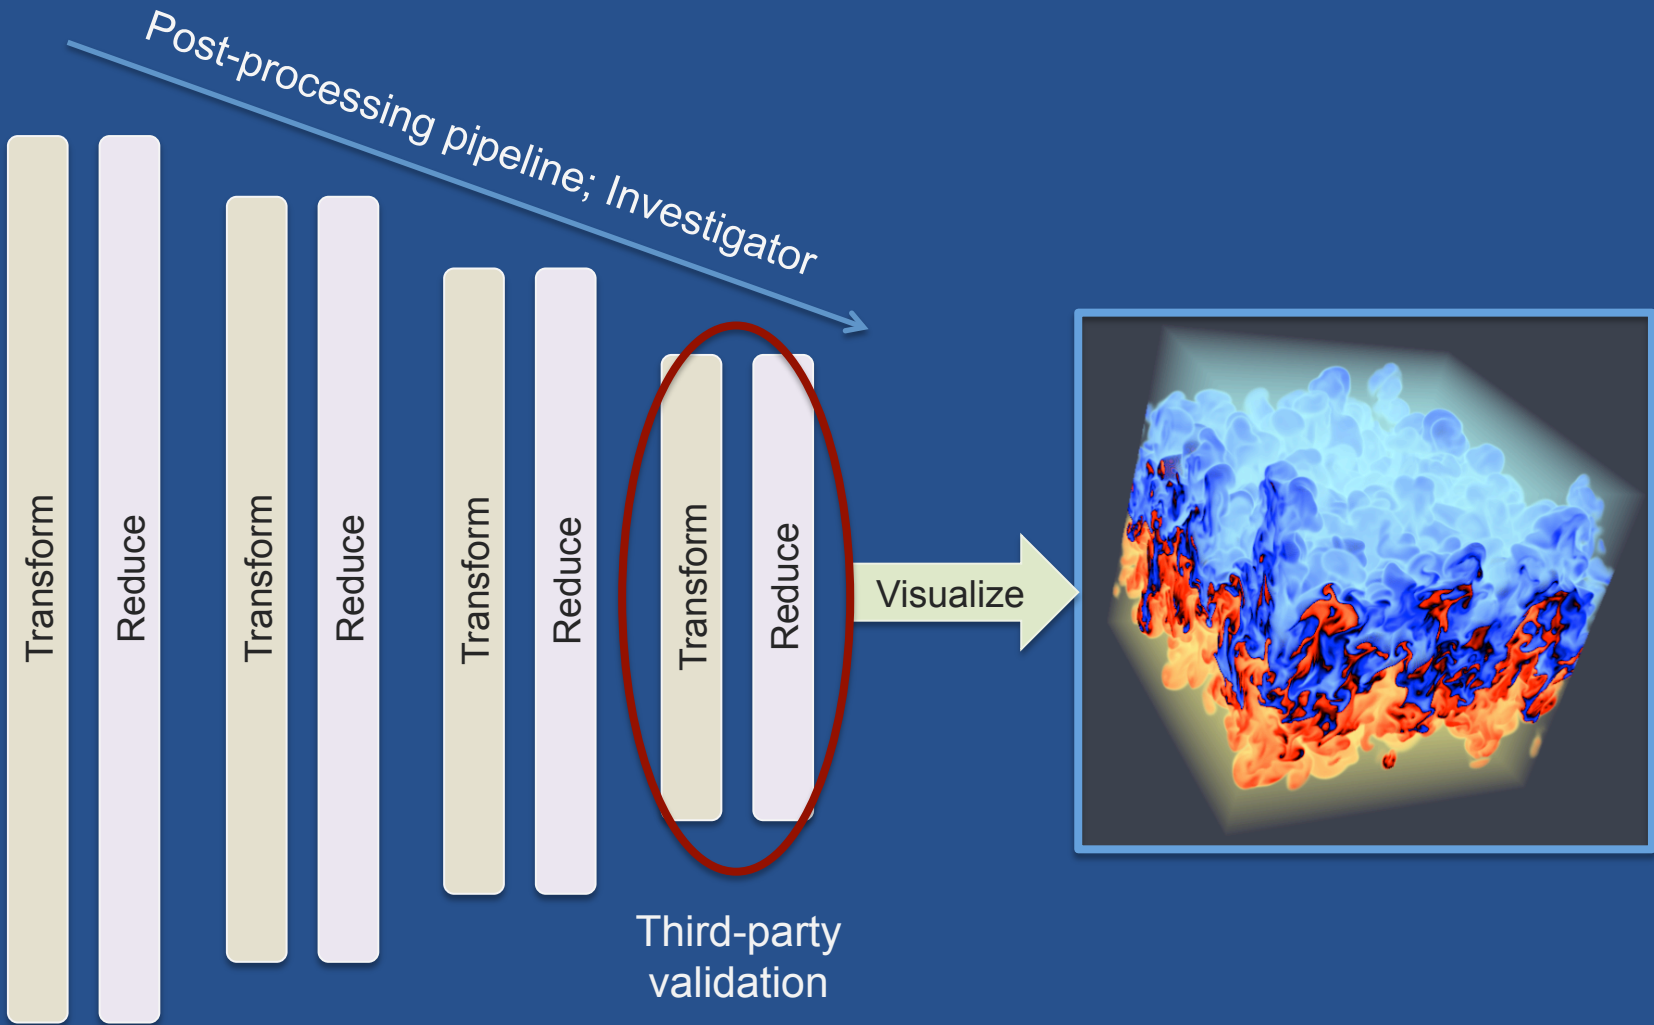 Post-processing pipeline; Investigator
Transform
Reduce
Transform
Reduce
Transform
Reduce
Transform
Reduce
Visualize
Third-party
validation